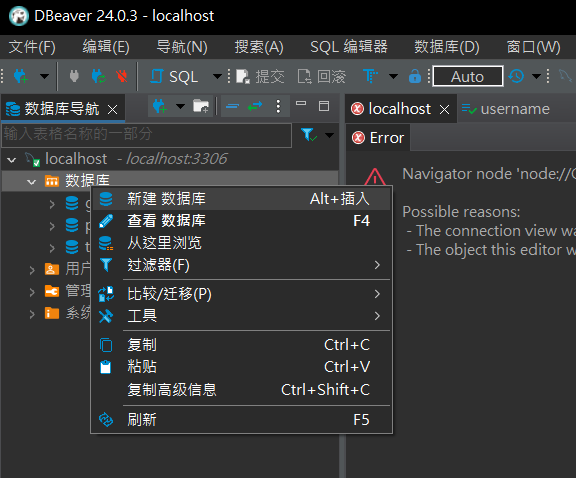 DBeaver 24.0.3 - localhost
文件(F) 编辑(E) 导航(N) 搜索(A) SQL 编辑器 数据库(D) 窗口(W)
SQL 提交 回滚 Auto
数据库导航
localhost
username
输入表格名称的一部分
Error
localhost - localhost:3306
数据库
Navigator node 'node://
新建 数据库 Alt+插入
查看 数据库 F4
从这里浏览
过滤器(F)
比较/迁移(P)
工具
复制 Ctrl+C
粘贴 Ctrl+V
复制高级信息 Ctrl+Shift+C
刷新 F5
g
p
t
用户
管理
系统
Possible reasons:
- The connection view wa
- The object this editor w